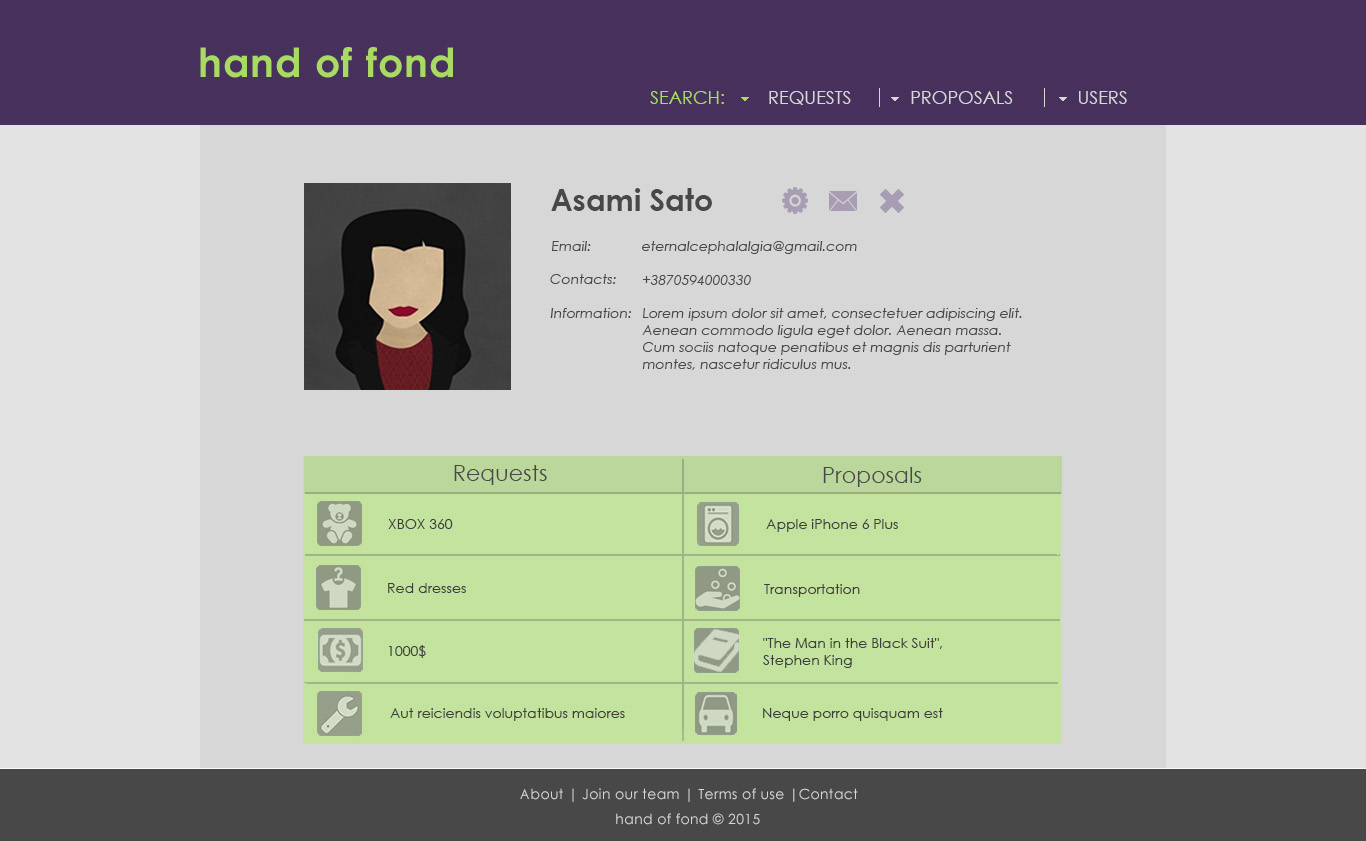 hand of fond
SEARCH: REQUESTS PROPOSALS USERS
Asami Sato
Email: eternalcephalalgia@gmail.com
Contacts: +3870594000330
Information: Lorem ipsum dolor sit amet, consectetuer adipiscing elit.
Aenean commodo ligula eget dolor. Aenean massa.
Cum sociis natoque penatibus et magnis dis parturient
montes, nascetur ridiculus mus.
Requests Proposals
XBOX 360 Apple iPhone 6 Plus
Red dresses Transportation
1000$ "The Man in the Black Suit",
Stephen King
Aut reiciendis voluptatibus maiores Neque porro quisquam est
About | Join our team | Terms of use |Contact
hand of fond © 2015